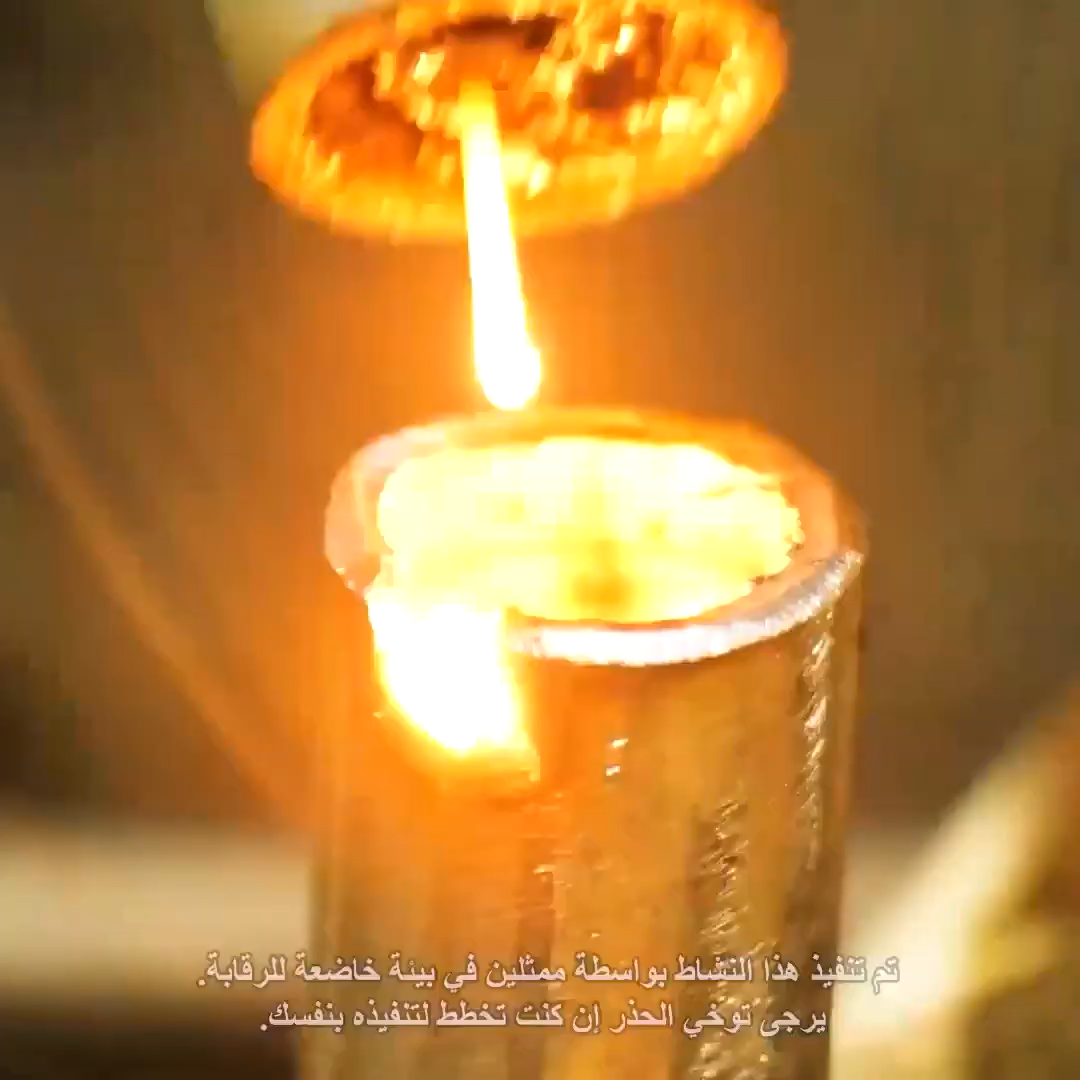 تم تنفيذ هذا النشاط بواسطة ممثلين في بيئة خاضعة للرقابة.
يرجى توخي الحذر إن كنت تخطط لتنفيذه بنفسك.